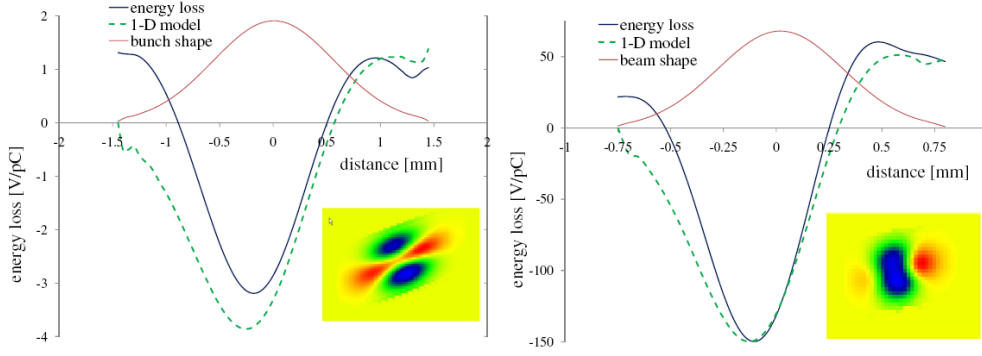 energy loss
1-D model
bunch shape
2
1
0
-1
-2
-3
-4
-2
-1.5
-1
-0.5
0
0.5
1
1.5
2
distance [mm]
energy loss [V/pC]
energy loss
1-D model
beam shape
50
0
-50
-100
-150
-1
-0.75
-0.5
-0.25
0
0.25
0.5
0.75
distance [mm]
energy loss [V/pC]